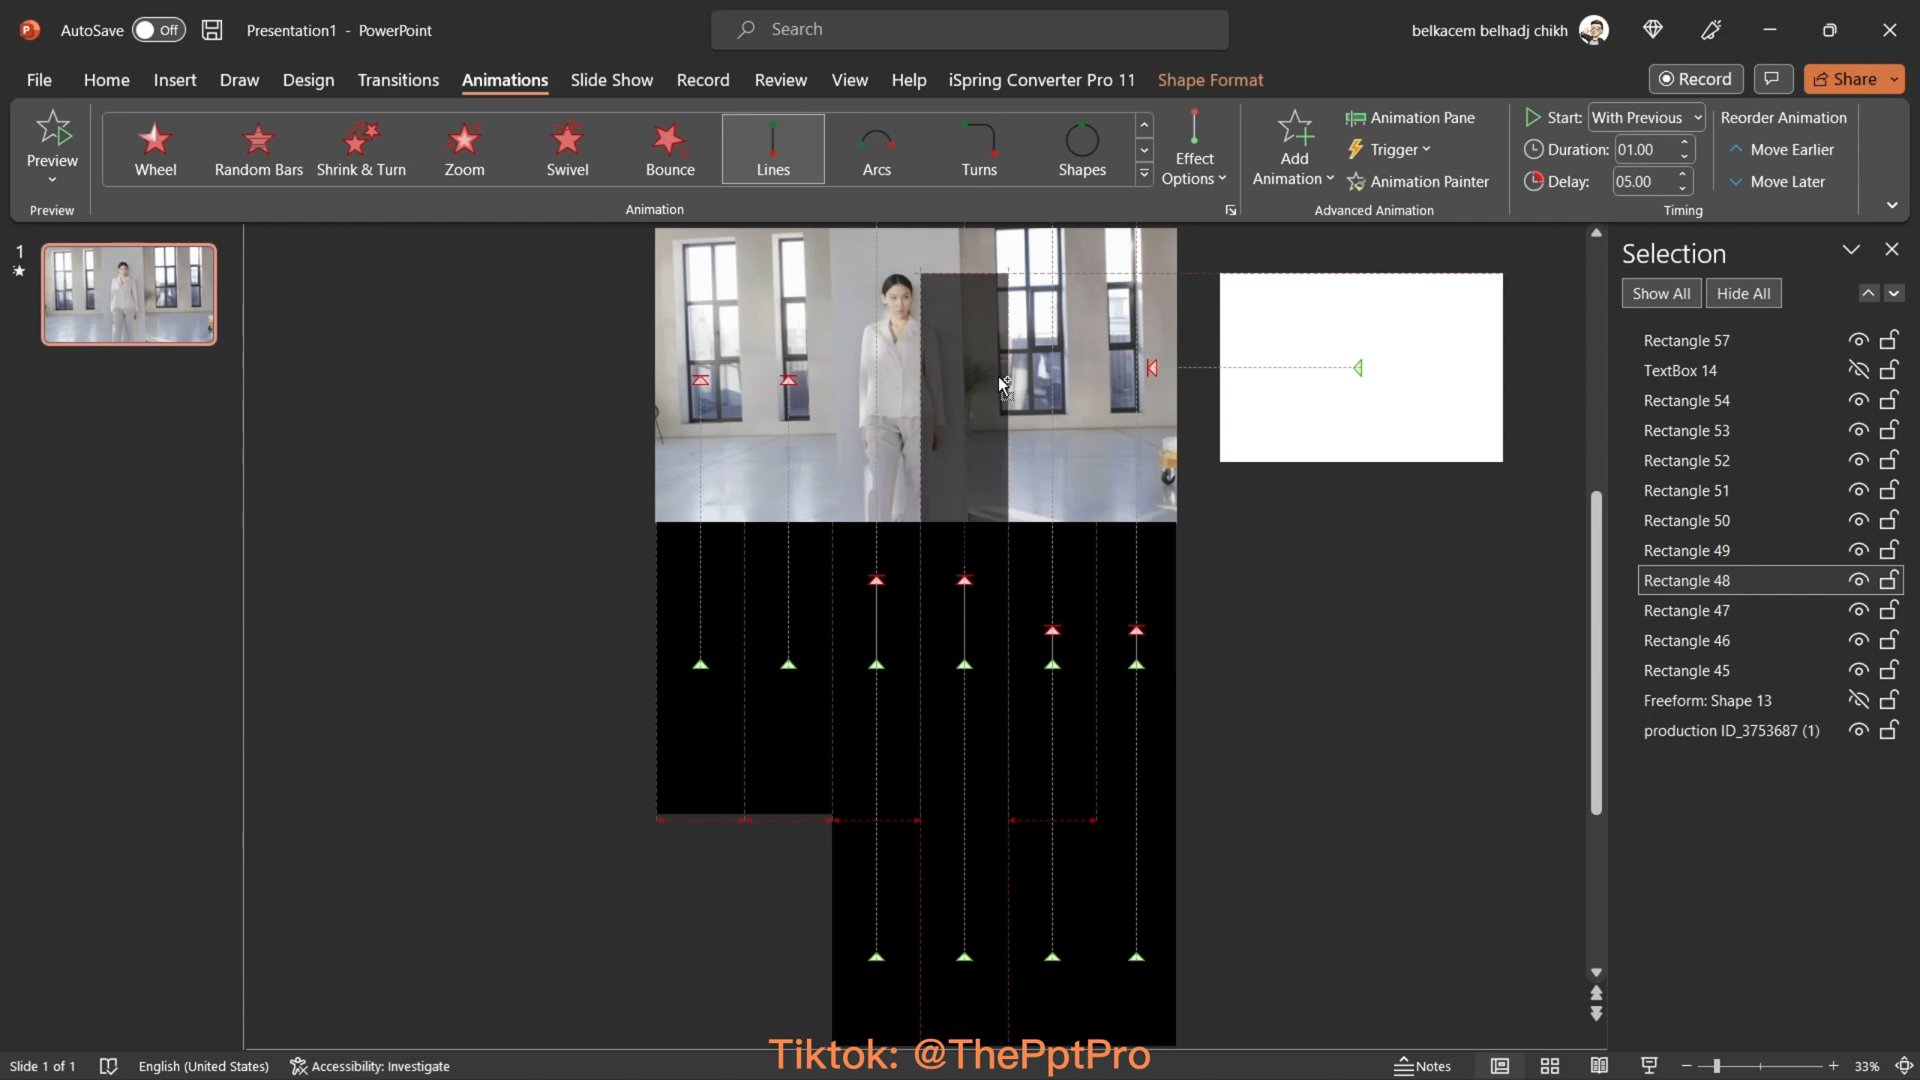 AutoSave Off Presentation1 - PowerPoint Search belkacem belhadj chikh
File Home Insert Draw Design Transitions Animations Slide Show Record Review View Help iSpring Converter Pro 11 Shape Format Record Share
Preview
Preview
Wheel Random Bars Shrink & Turn Zoom Swivel Bounce Lines Arcs Turns Shapes
Animation
Effect Options
Add Animation
Animation Pane
Trigger
Animation Painter
Advanced Animation
Start: With Previous
Duration: 01.00
Delay: 05.00
Timing
Reorder Animation
Move Earlier
Move Later
1
Selection
Show All Hide All
Rectangle 57
TextBox 14
Rectangle 54
Rectangle 53
Rectangle 52
Rectangle 51
Rectangle 50
Rectangle 49
Rectangle 48
Rectangle 47
Rectangle 46
Rectangle 45
Freeform: Shape 13
production ID_3753687 (1)
Tiktok: @ThePptPro
Slide 1 of 1 English (United States) Accessibility: Investigate Notes 33%